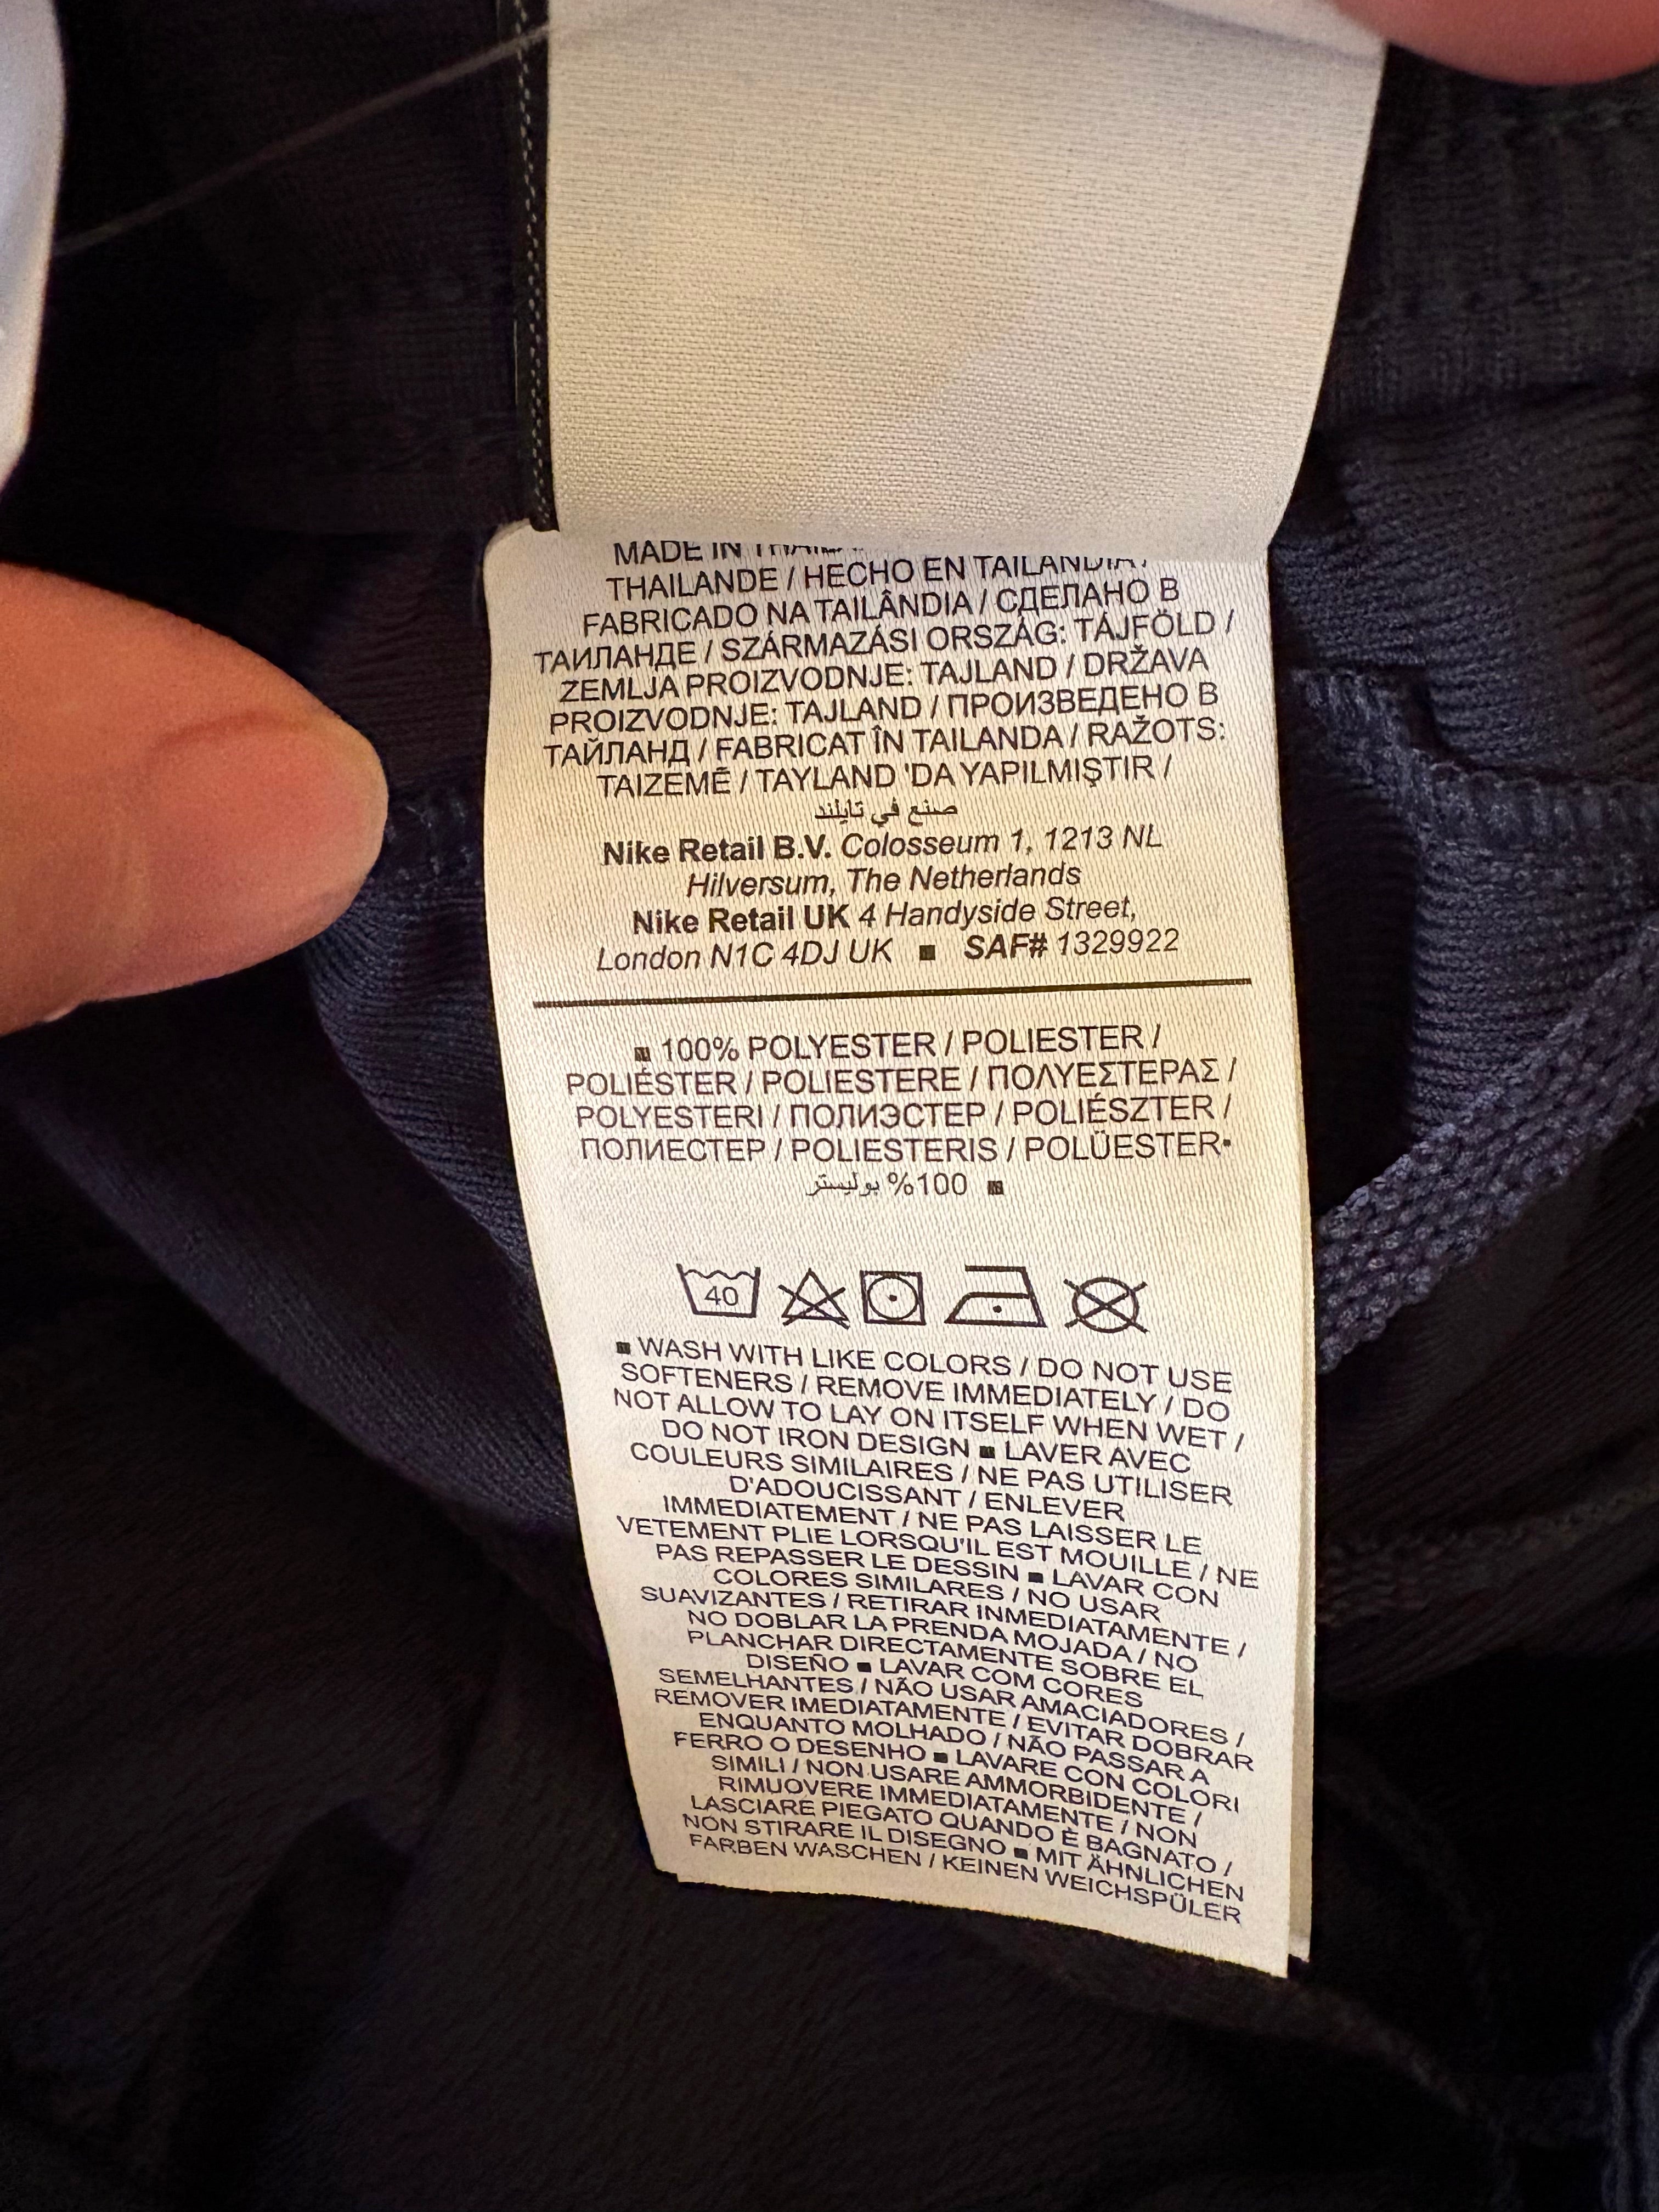 MADE IN
THAILANDE / HECHO EN TAILANDIA /
FABRICADO NA TAILÂNDIA / СДЕЛАНО В
ТАИЛАНДЕ / SZÁRMAZÁSI ORSZÁG: TÁJFÖLD /
ZEMLJA PROIZVODNJE: TAJLAND / DRŽAVA
PROIZVODNJE: TAJLAND / ПРОИЗВЕДЕНО В
ТАЙЛАНД / FABRICAT ÎN TAILANDA / RAŽOTS:
TAIZEMĒ / TAYLAND 'DA YAPILMIŞTIR /
صنع في تايلند
Nike Retail B.V. Colosseum 1, 1213 NL
Hilversum, The Netherlands
Nike Retail UK 4 Handyside Street,
London N1C 4DJ UK ■ SAF# 1329922
■ 100% POLYESTER / POLIESTER /
POLIÉSTER / POLIESTERE / ΠΟΛΥΕΣΤΕΡΑΣ /
POLYESTERI / ПОЛИЭСТЕР / POLIÉSZTER /
ПОЛИЕСТЕР / POLIESTERIS / POLÜESTER▪
100% بوليستر ■
40
■ WASH WITH LIKE COLORS / DO NOT USE
SOFTENERS / REMOVE IMMEDIATELY / DO
NOT ALLOW TO LAY ON ITSELF WHEN WET /
DO NOT IRON DESIGN ■ LAVER AVEC
COULEURS SIMILAIRES / NE PAS UTILISER
D'ADOUCISSANT / ENLEVER
IMMEDIATEMENT / NE PAS LAISSER LE
VETEMENT PLIE LORSQU'IL EST MOUILLE / NE
PAS REPASSER LE DESSIN ■ LAVAR CON
COLORES SIMILARES / NO USAR
SUAVIZANTES / RETIRAR INMEDIATAMENTE /
NO DOBLAR LA PRENDA MOJADA / NO
PLANCHAR DIRECTAMENTE SOBRE EL
DISEÑO ■ LAVAR COM CORES
SEMELHANTES / NÃO USAR AMACIADORES /
REMOVER IMEDIATAMENTE / EVITAR DOBRAR
ENQUANTO MOLHADO / NÃO PASSAR A
FERRO O DESENHO ■ LAVARE CON COLORI
SIMILI / NON USARE AMMORBIDENTE /
RIMUOVERE IMMEDIATAMENTE / NON
LASCIARE PIEGATO QUANDO È BAGNATO /
NON STIRARE IL DISEGNO ■ MIT ÄHNLICHEN
FARBEN WASCHEN / KEINEN WEICHSPÜLER